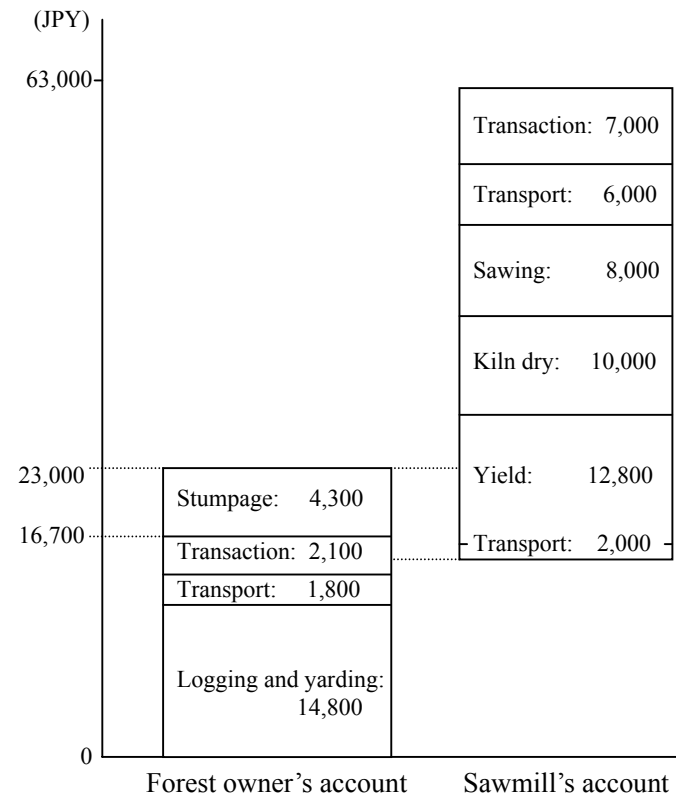 (JPY)
63,000
Transaction: 7,000
Transport: 6,000
Sawing: 8,000
Kiln dry: 10,000
23,000
Stumpage: 4,300
Yield: 12,800
16,700
Transaction: 2,100
Transport: 2,000
Transport: 1,800
Logging and yarding:
14,800
0
Forest owner’s account
Sawmill’s account